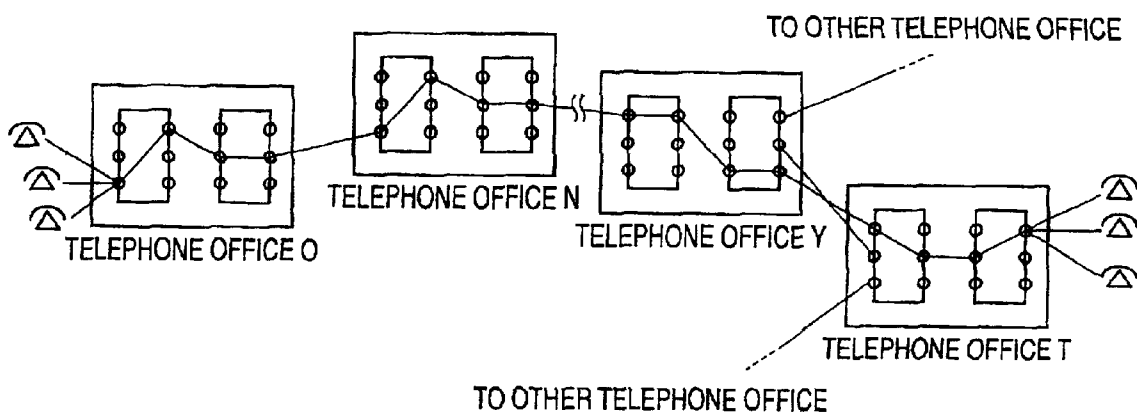 TO OTHER TELEPHONE OFFICE
TELEPHONE OFFICE N
TELEPHONE OFFICE O
TELEPHONE OFFICE Y
TELEPHONE OFFICE T
TO OTHER TELEPHONE OFFICE